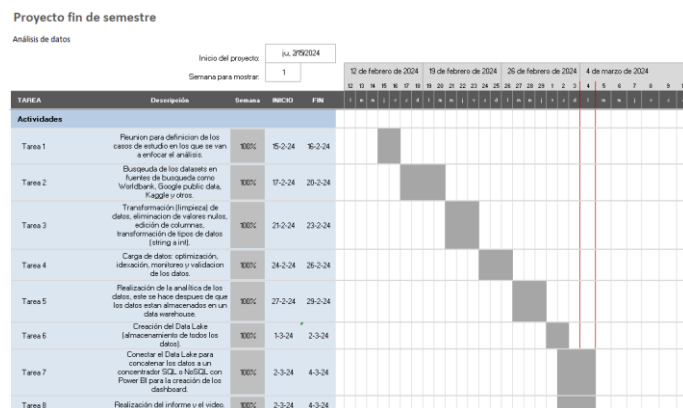 Proyecto fin de semestre
Análisis de datos
Inicio del proyecto: ju, 2/15/2024
Semana para mostrar: 1
12 de febrero de 2024 19 de febrero de 2024 26 de febrero de 2024 4 de marzo de 2024
12 13 14 15 16 17 18 19 20 21 22 23 24 25 26 27 28 29 1 2 3 4 5 6 7 8 9
TAREA Descripción Semana INICIO FIN
Actividades
Reunion para definicion de los
Tarea 1 casos de estudio en los que se van 100% 15-2-24 16-2-24
a enfocar el análisis.
Busqeuda de los datasets en
fuentes de busqueda como
Tarea 2 100% 17-2-24 20-2-24
Worldbank, Google public data,
Kaggle y otros.
Transformación (limpieza) de
datos, eliminacion de valores nulos,
Tarea 3 edición de columnas, 100% 21-2-24 23-2-24
transformación de tipos de datos
(string a int).
Carga de datos: optimización,
Tarea 4 idexación, monitoreo y validacion 100% 24-2-24 26-2-24
de los datos.
Realización de la analítica de los
datos, este se hace despues de que
Tarea 5 100% 27-2-24 29-2-24
los datos estan almacenados en un
data warehouse.
Creación del Data Lake
Tarea 6 (almacenamiento de todos los 100% 1-3-24 2-3-24
datos).
Conectar el Data Lake para
concatenar los datos a un
Tarea 7 concentrador SQL o NoSQL con 100% 2-3-24 4-3-24
Power BI para la creación de los
dashboard.
Tarea 8 Realización del informe y el video. 100% 2-3-24 4-3-24